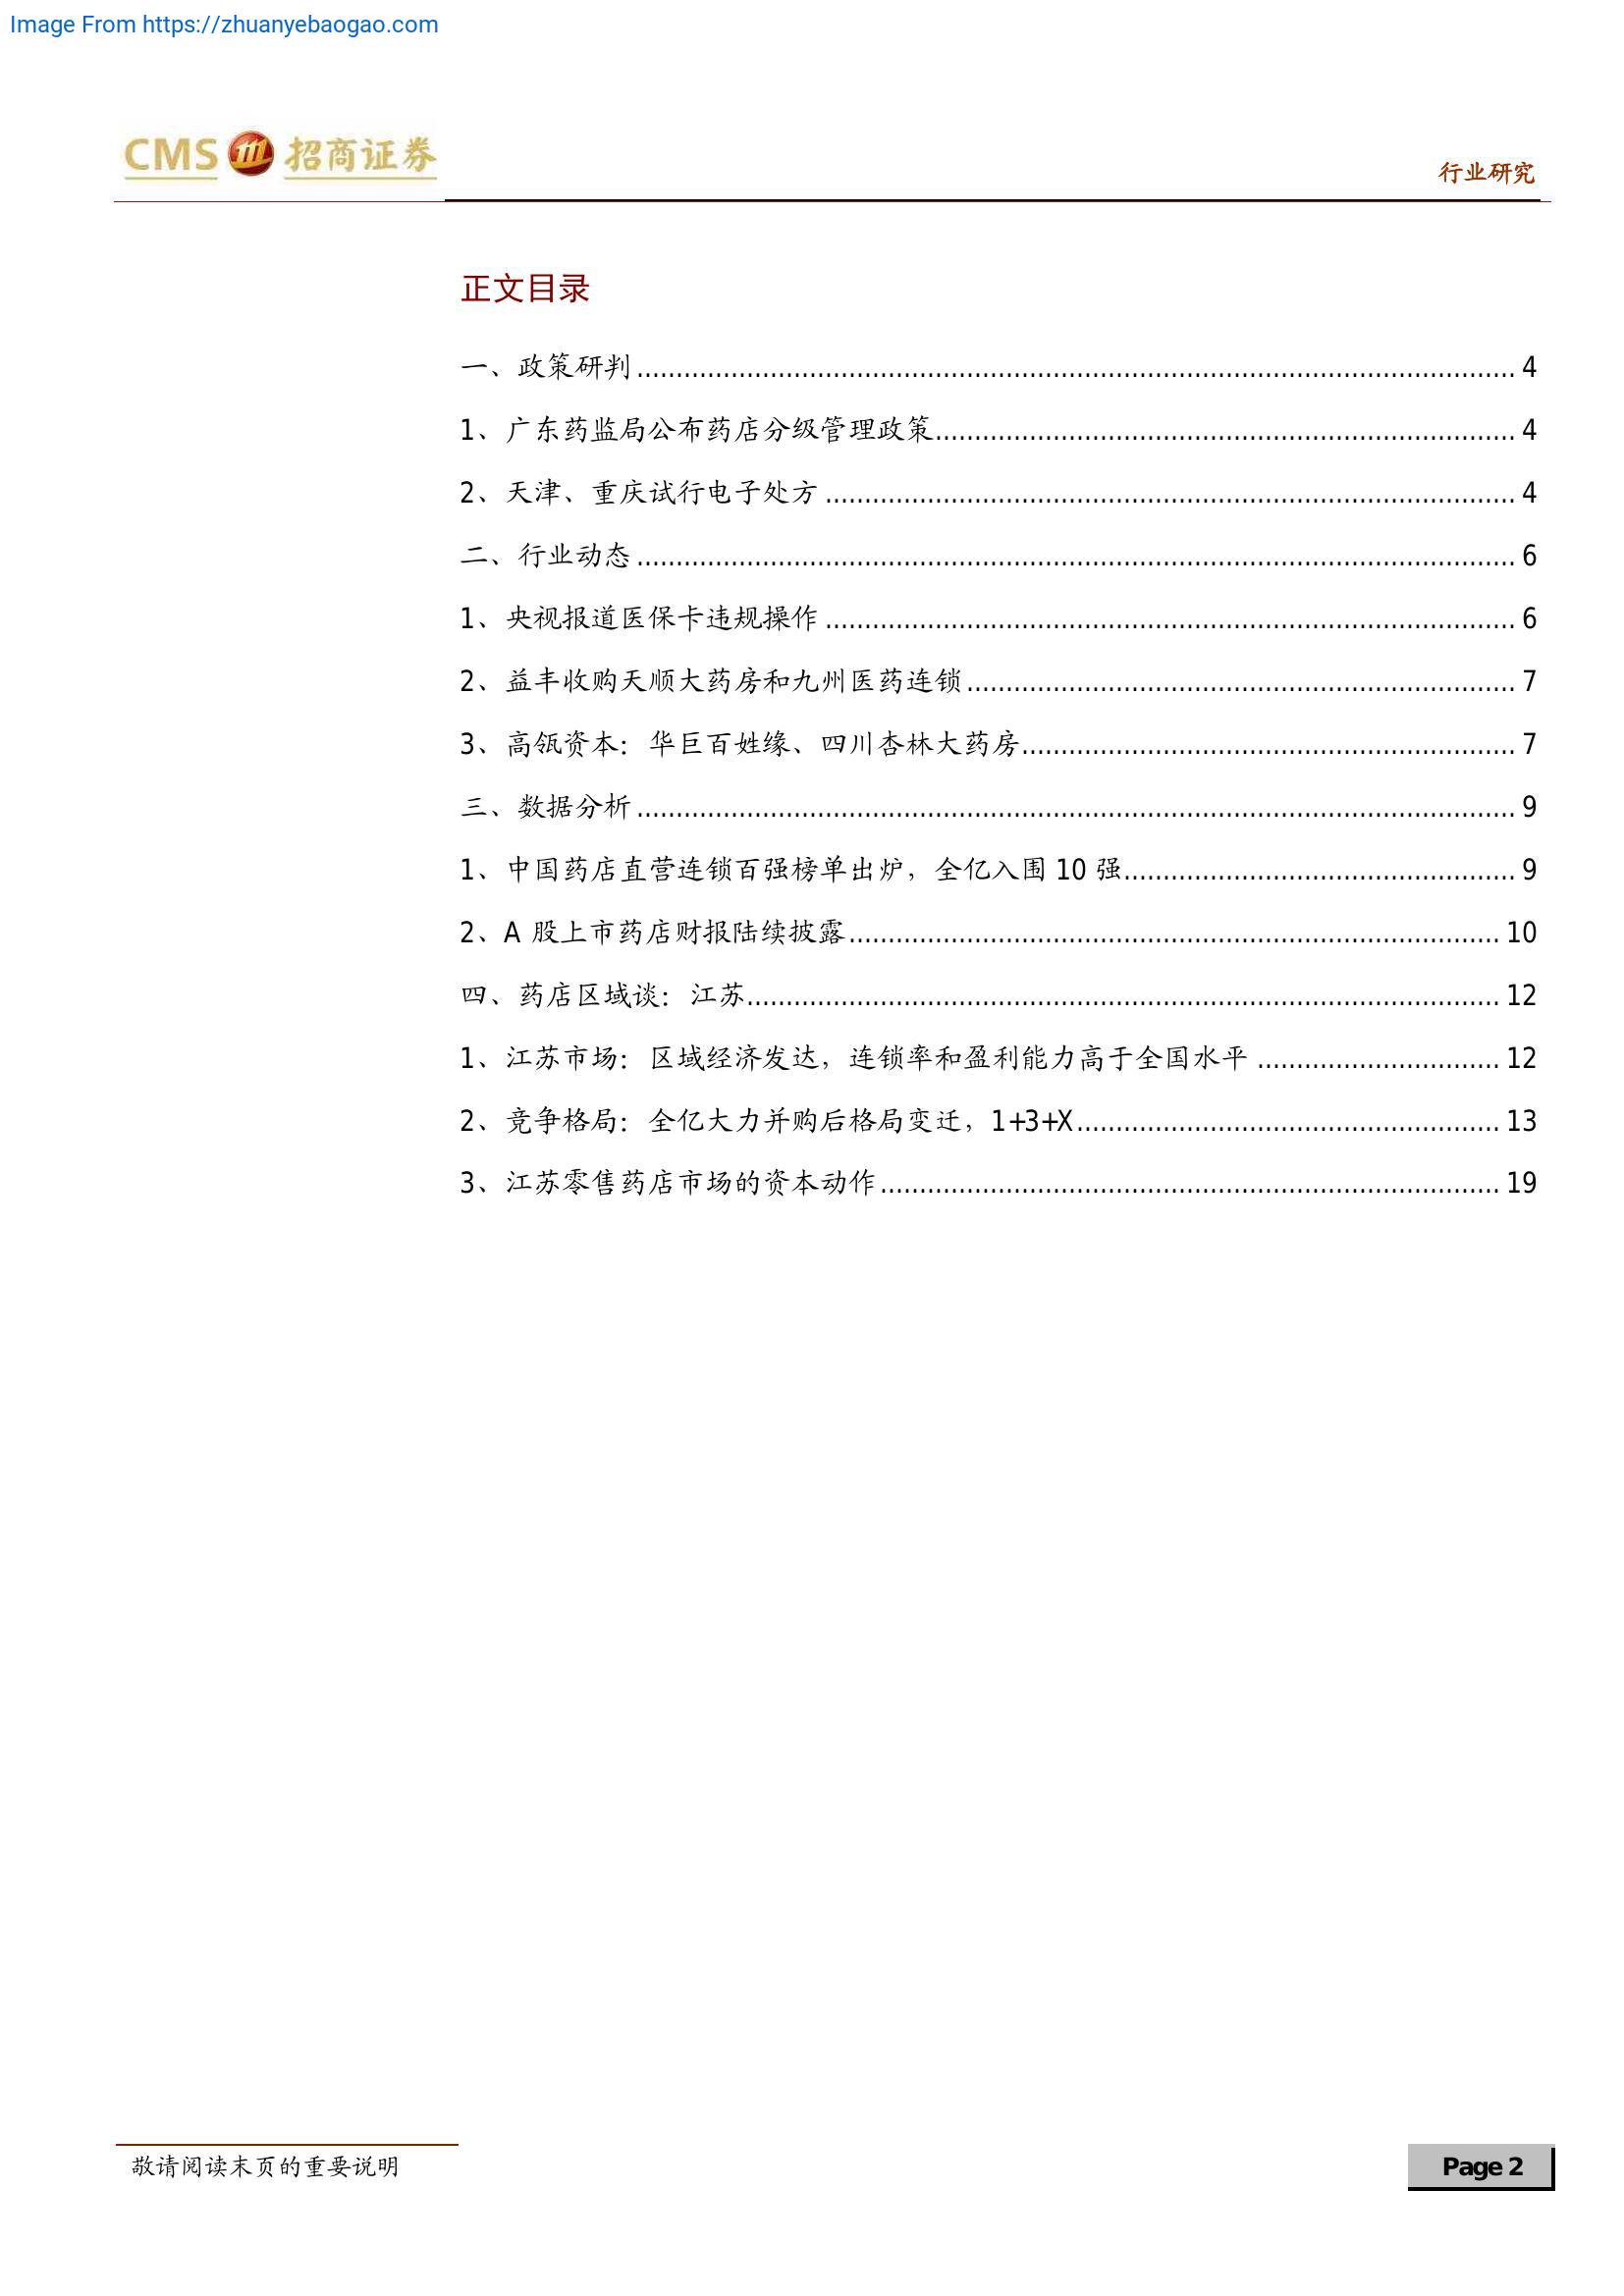 Image From https://zhuanyebaogao.com
CMS 招商证券
行业研究
正文目录
一、政策研判 4
1、广东药监局公布药店分级管理政策 4
2、天津、重庆试行电子处方 4
二、行业动态 6
1、央视报道医保卡违规操作 6
2、益丰收购天顺大药房和九州医药连锁 7
3、高瓴资本：华巨百姓缘、四川杏林大药房 7
三、数据分析 9
1、中国药店直营连锁百强榜单出炉，全亿入围 10 强 9
2、A 股上市药店财报陆续披露 10
四、药店区域谈：江苏 12
1、江苏市场：区域经济发达，连锁率和盈利能力高于全国水平 12
2、竞争格局：全亿大力并购后格局变迁，1+3+X 13
3、江苏零售药店市场的资本动作 19
敬请阅读末页的重要说明
Page 2